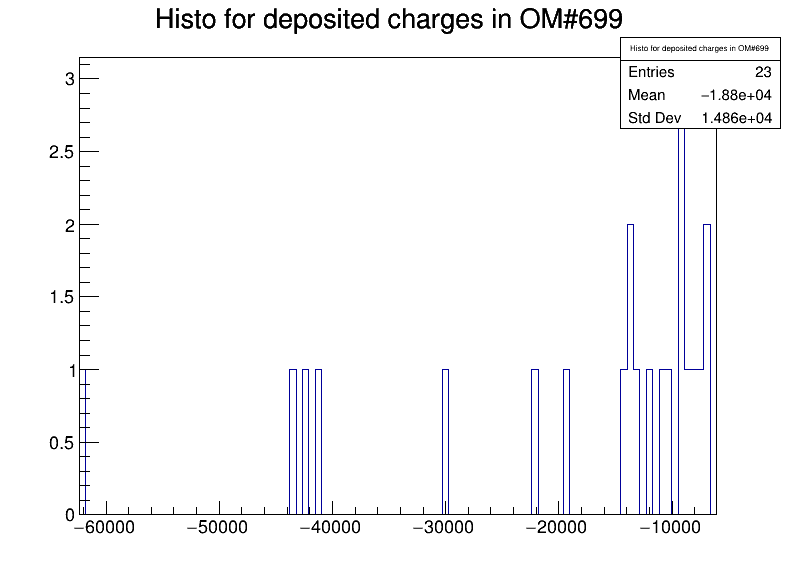 Histo for deposited charges in OM#699
Histo for deposited charges in OM#699
Entries 23
Mean −1.88e+04
Std Dev 1.486e+04
3
2.5
2
1.5
1
0.5
0
−60000 −50000 −40000 −30000 −20000 −10000